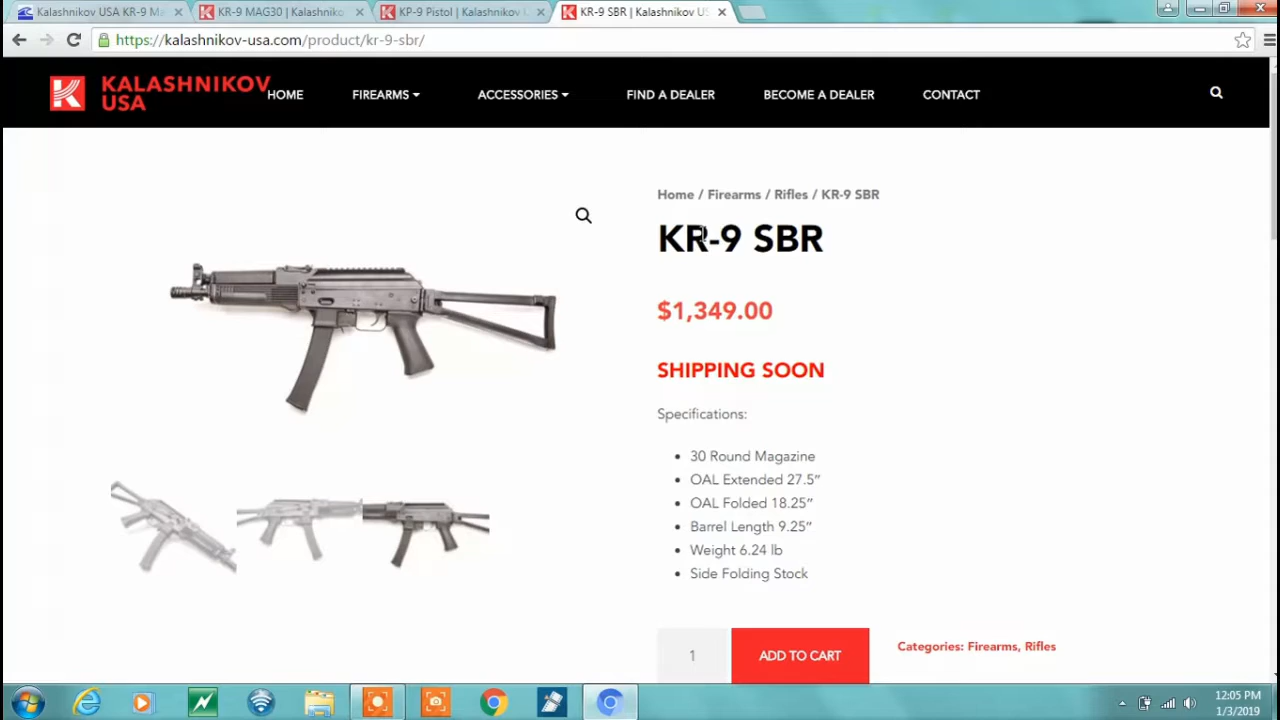 Kalashnikov USA KR-9 Ma
KR-9 MAG30 | Kalashniko
KP-9 Pistol | Kalashnikov U
KR-9 SBR | Kalashnikov US
https://kalashnikov-usa.com/product/kr-9-sbr/
KALASHNIKOV
USA
HOME
FIREARMS
ACCESSORIES
FIND A DEALER
BECOME A DEALER
CONTACT
Home / Firearms / Rifles / KR-9 SBR
KR-9 SBR
$1,349.00
SHIPPING SOON
Specifications:
30 Round Magazine
OAL Extended 27.5″
OAL Folded 18.25″
Barrel Length 9.25″
Weight 6.24 lb
Side Folding Stock
1
ADD TO CART
Categories: Firearms, Rifles
12:05 PM
1/3/2019